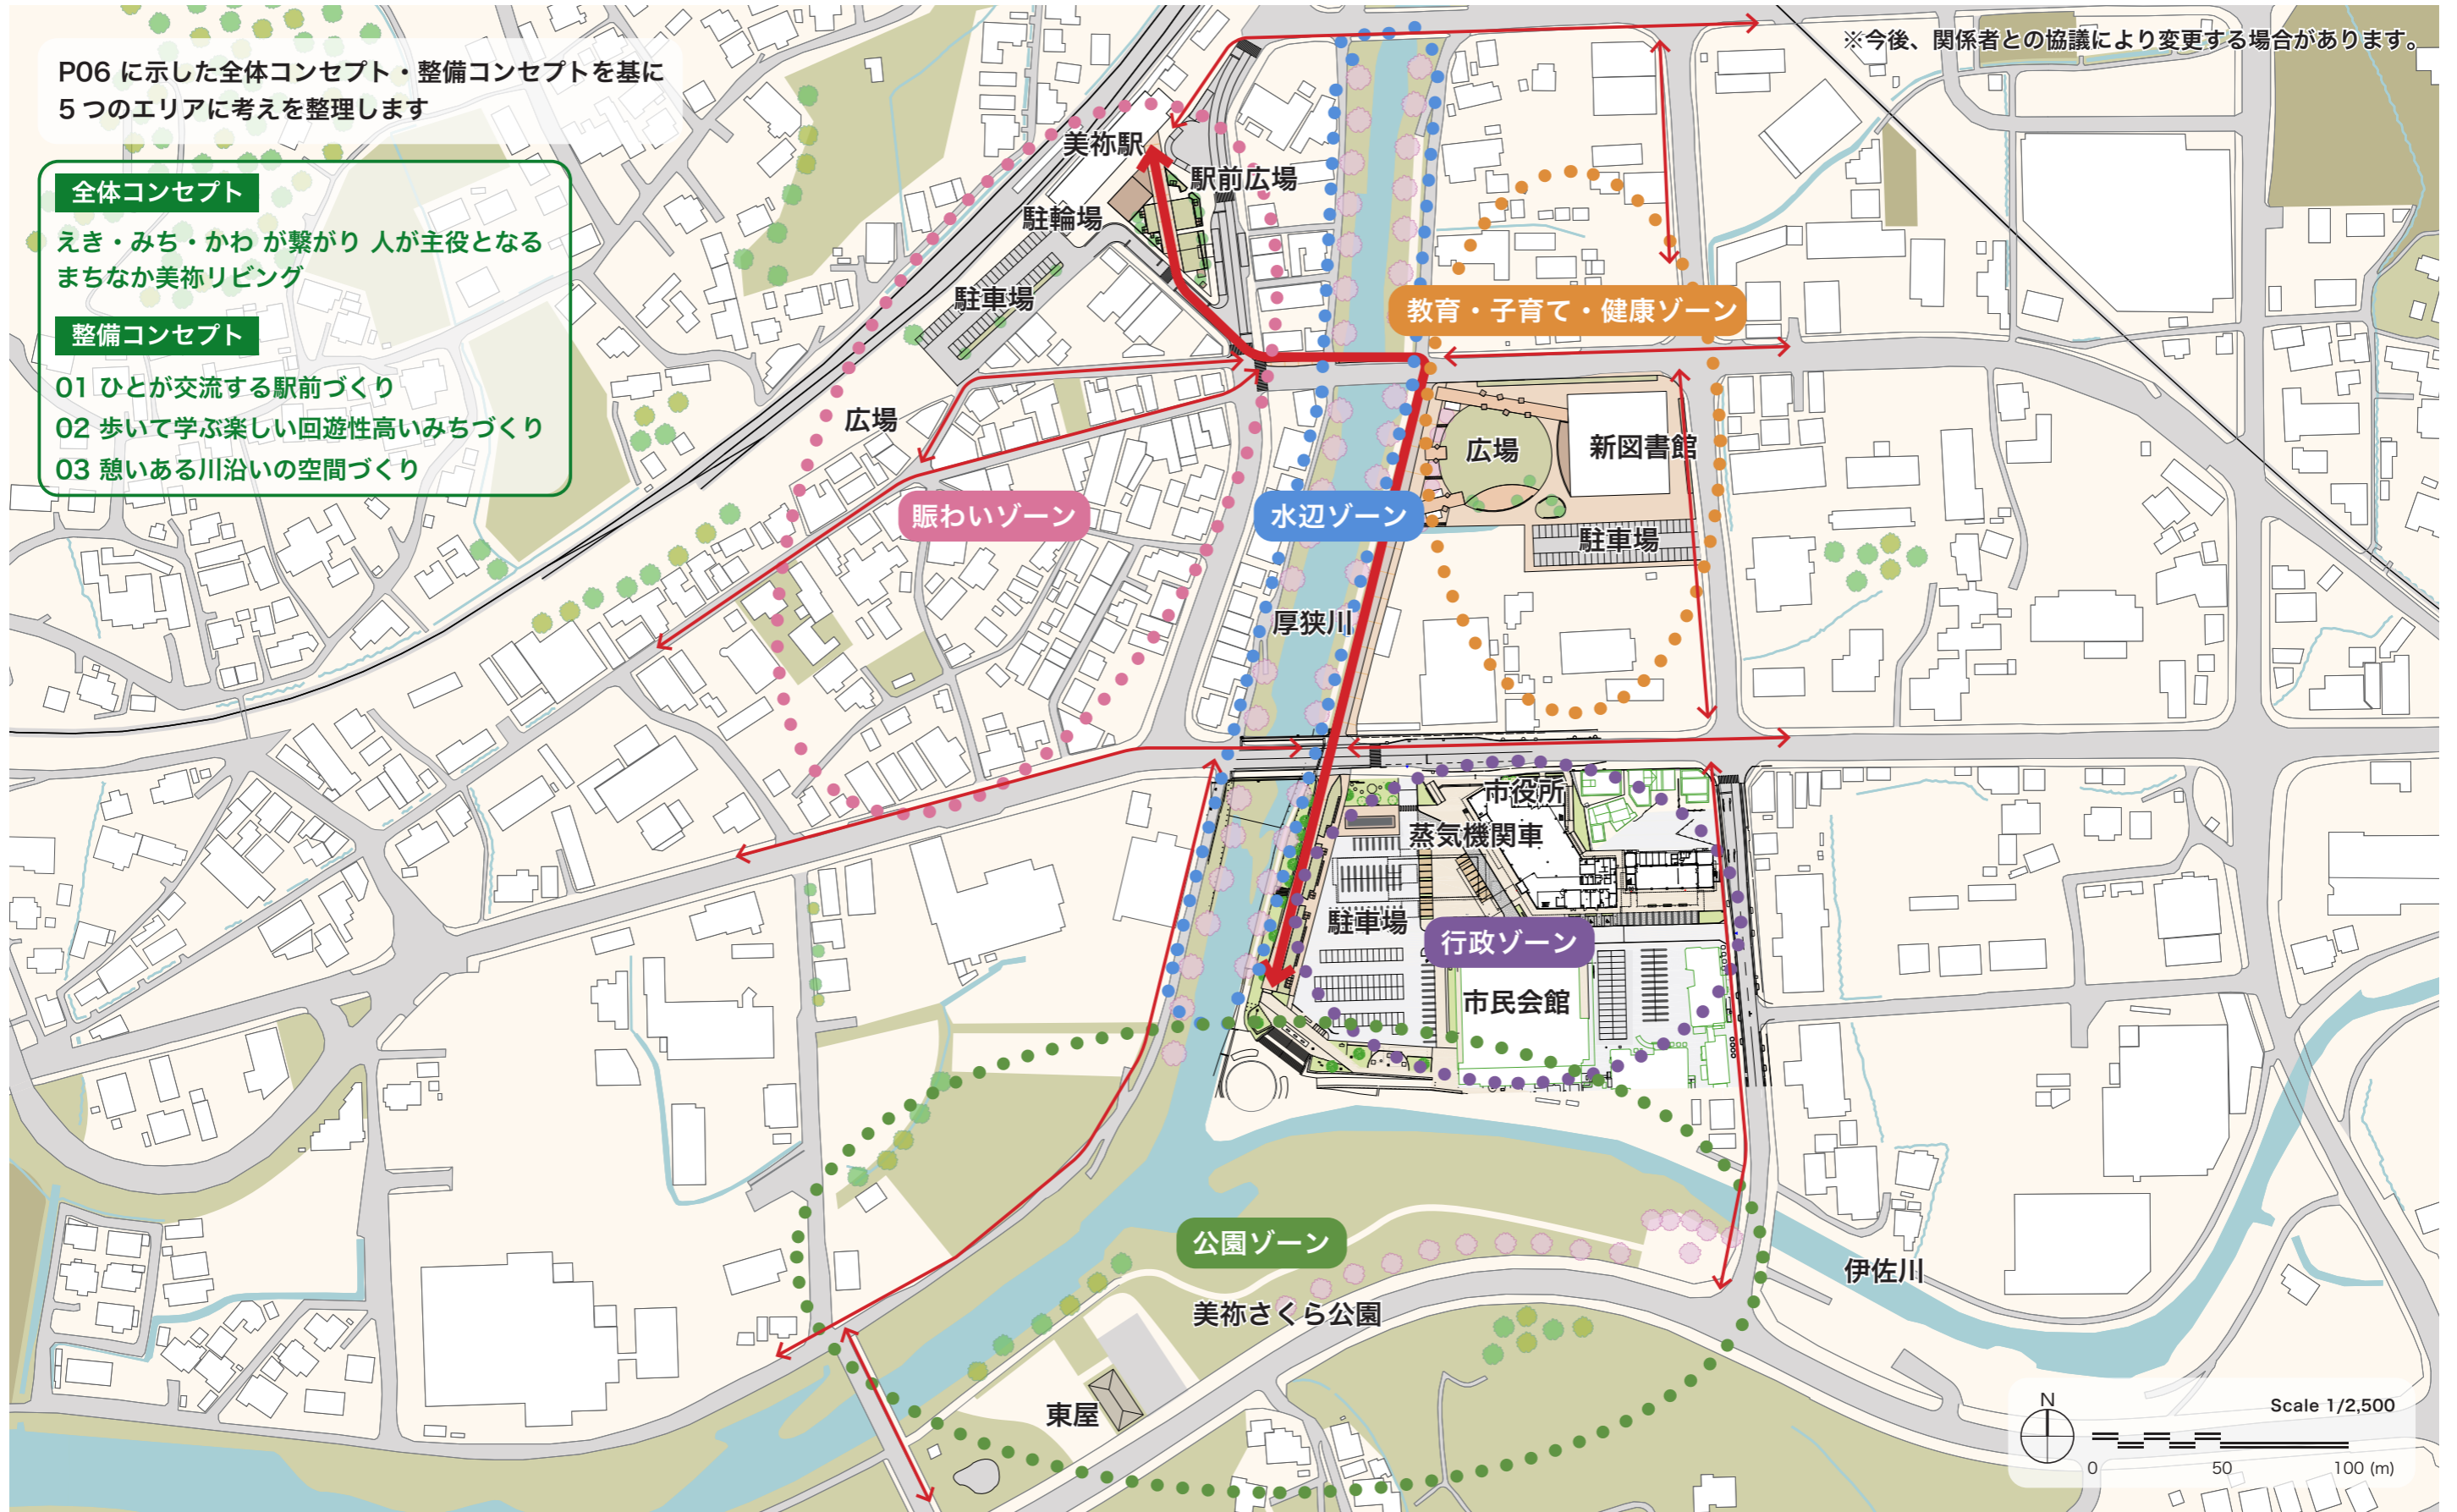 P06 に示した全体コンセプト・整備コンセプトを基に
5 つのエリアに考えを整理します
※今後、関係者との協議により変更する場合があります。
全体コンセプト
えき・みち・かわ が繋がり 人が主役となる
まちなか美祢リビング
整備コンセプト
01 ひとが交流する駅前づくり
02 歩いて学ぶ楽しい回遊性高いみちづくり
03 憩いある川沿いの空間づくり
美祢駅
駅前広場
駐輪場
駐車場
教育・子育て・健康ゾーン
広場
広場
新図書館
賑わいゾーン
水辺ゾーン
駐車場
厚狭川
市役所
蒸気機関車
駐車場
行政ゾーン
市民会館
公園ゾーン
伊佐川
美祢さくら公園
東屋
N
Scale 1/2,500
0 50 100 (m)